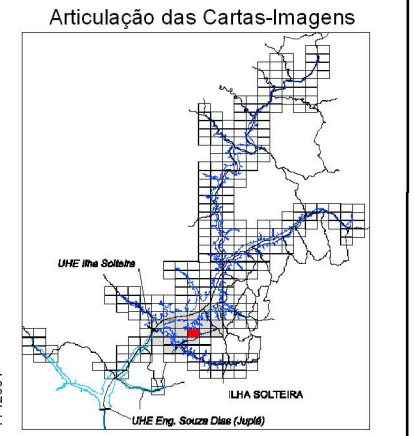 Articulação das Cartas-Imagens
UHE Ilha Solteira
ILHA SOLTEIRA
UHE Eng. Souza Dias (Jupiá)